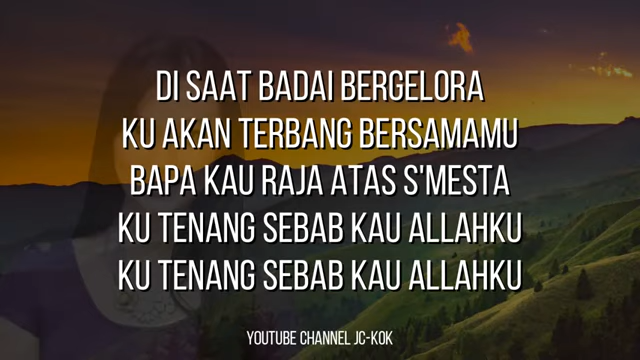 DI SAAT BADAI BERGELORA
KU AKAN TERBANG BERSAMAMU
BAPA KAU RAJA ATAS S'MESTA
KU TENANG SEBAB KAU ALLAHKU
KU TENANG SEBAB KAU ALLAHKU
YOUTUBE CHANNEL JC-KOK